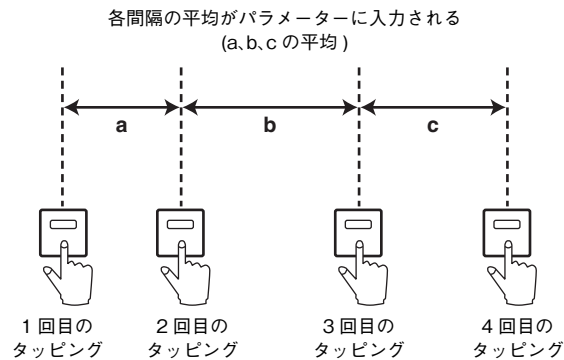 各間隔の平均がパラメーターに入力される
(a、b、c の平均 )
a
b
c
1 回目の
タッピング
2 回目の
タッピング
3 回目の
タッピング
4 回目の
タッピング